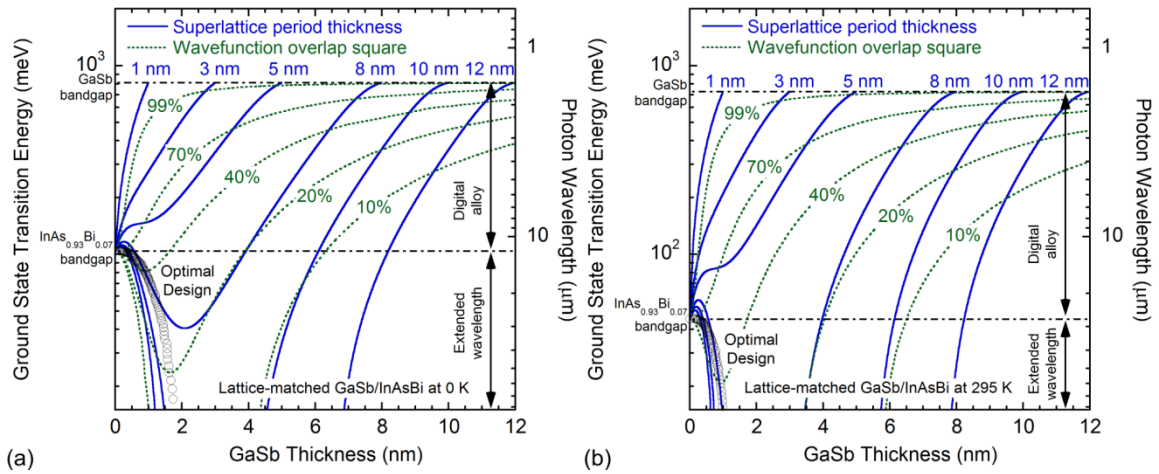 Superlattice period thickness
Wavefunction overlap square
10³
GaSb
bandgap
1 nm 3 nm 5 nm 8 nm 10 nm 12 nm
99%
70%
40%
20%
10%
InAs0.93Bi0.07
bandgap
Optimal
Design
Digital
alloy
Extended
wavelength
Lattice-matched GaSb/InAsBi at 0 K
Ground State Transition Energy (meV)
Photon Wavelength (μm)
1
10
0 2 4 6 8 10 12
GaSb Thickness (nm)
(a)
Superlattice period thickness
Wavefunction overlap square
10³
GaSb
bandgap
1 nm 3 nm 5 nm 8 nm 10 nm 12 nm
99%
70%
40%
20%
10%
10²
InAs0.93Bi0.07
bandgap
Optimal
Design
Digital
alloy
Extended
wavelength
Lattice-matched GaSb/InAsBi at 295 K
Ground State Transition Energy (meV)
Photon Wavelength (μm)
1
10
0 2 4 6 8 10 12
GaSb Thickness (nm)
(b)